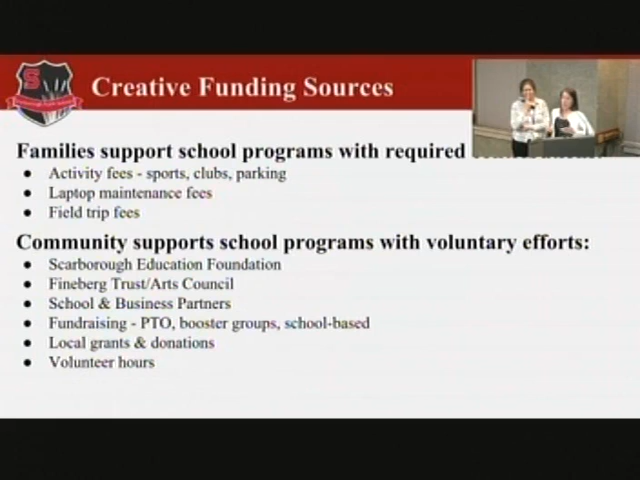 S
Creative Funding Sources
Families support school programs with required
● Activity fees - sports, clubs, parking
● Laptop maintenance fees
● Field trip fees
Community supports school programs with voluntary efforts:
● Scarborough Education Foundation
● Fineberg Trust/Arts Council
● School & Business Partners
● Fundraising - PTO, booster groups, school-based
● Local grants & donations
● Volunteer hours